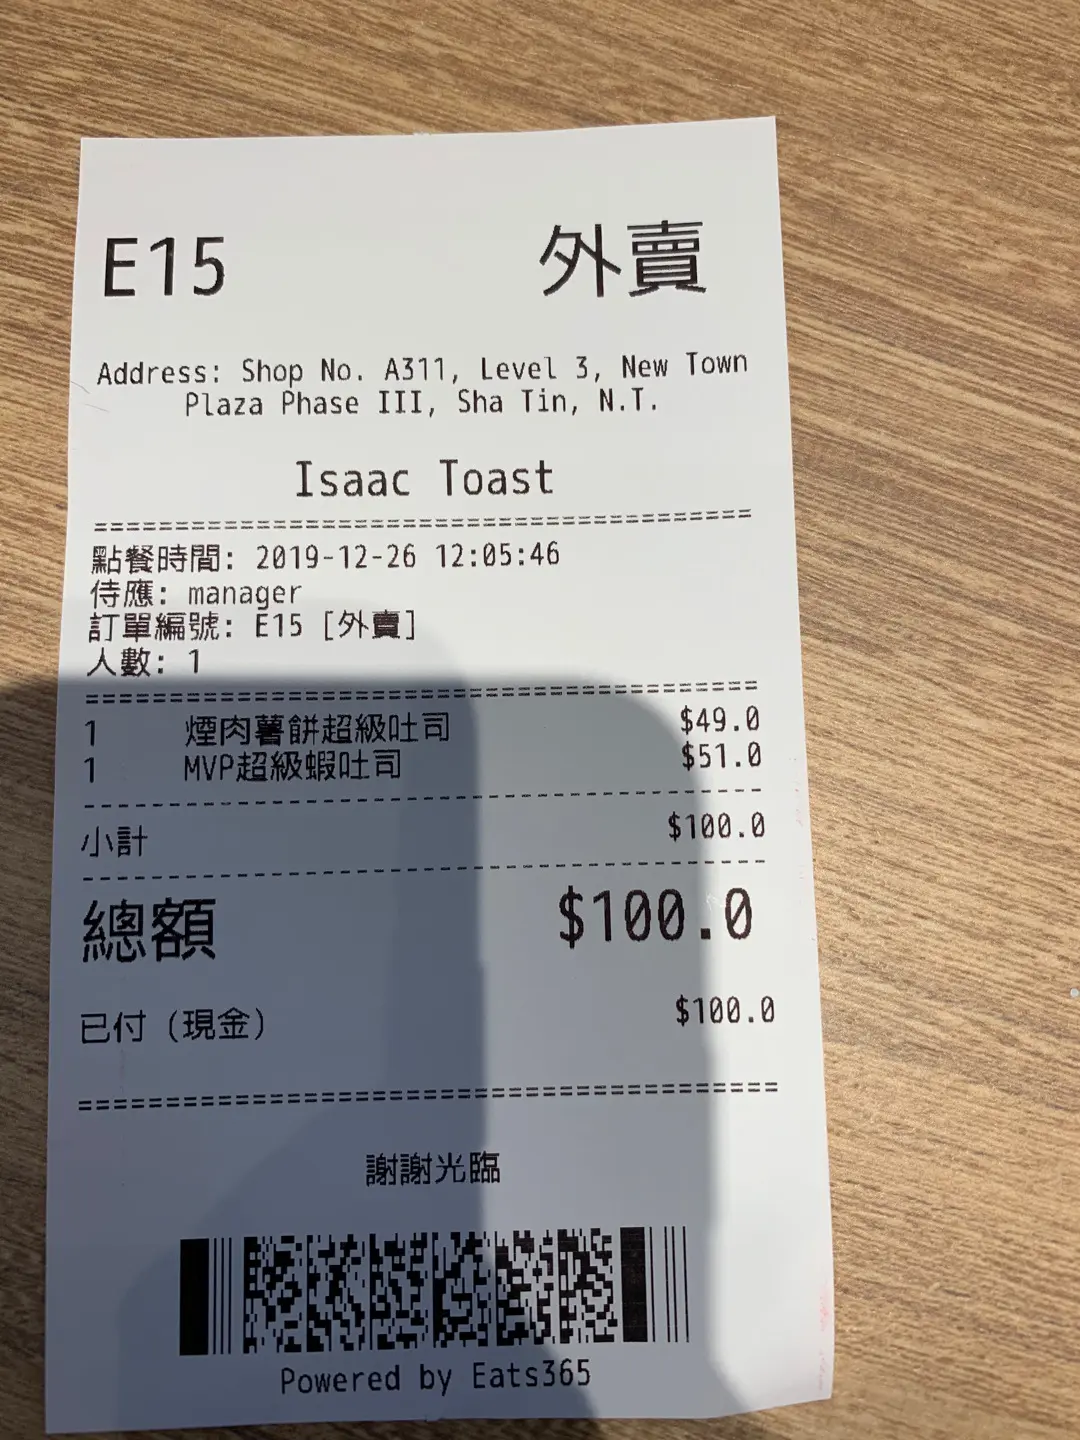 E15 外賣
Address: Shop No. A311, Level 3, New Town
Plaza Phase III, Sha Tin, N.T.
Isaac Toast
========================================
點餐時間: 2019-12-26 12:05:46
侍應: manager
訂單編號: E15 [外賣]
人數: 1
========================================
1 煙肉薯餅超級吐司 $49.0
1 MVP超級蝦吐司 $51.0
----------------------------------------
小計 $100.0
----------------------------------------
總額 $100.0
已付 (現金) $100.0
========================================
謝謝光臨
Powered by Eats365